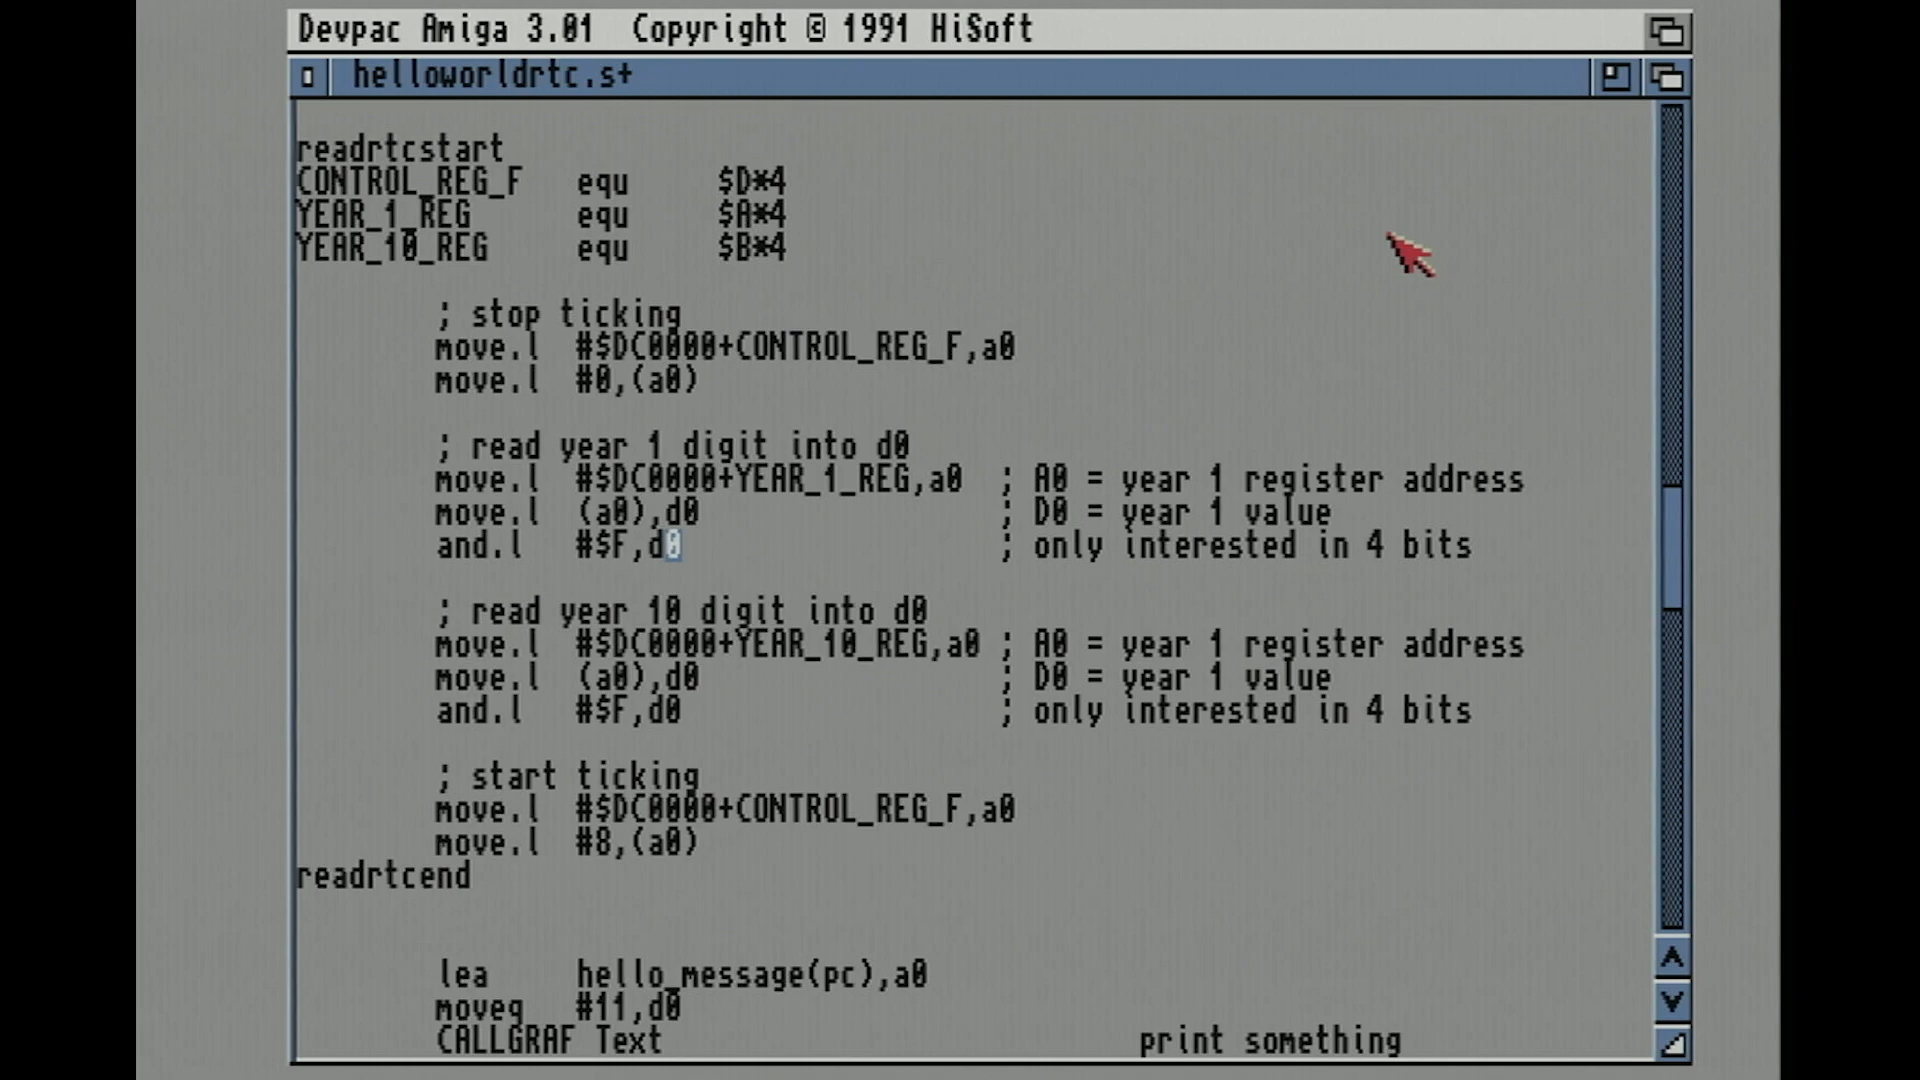 Devpac Amiga 3.01  Copyright © 1991 HiSoft
helloworldrtc.s+
readrtcstart
CONTROL_REG_F   equ     $D*4
YEAR_1_REG      equ     $A*4
YEAR_10_REG     equ     $B*4
; stop ticking
move.l  #$DC0000+CONTROL_REG_F,a0
move.l  #0,(a0)
; read year 1 digit into d0
move.l  #$DC0000+YEAR_1_REG,a0  ; A0 = year 1 register address
move.l  (a0),d0                 ; D0 = year 1 value
and.l   #$F,d0                  ; only interested in 4 bits
; read year 10 digit into d0
move.l  #$DC0000+YEAR_10_REG,a0 ; A0 = year 1 register address
move.l  (a0),d0                 ; D0 = year 1 value
and.l   #$F,d0                  ; only interested in 4 bits
; start ticking
move.l  #$DC0000+CONTROL_REG_F,a0
move.l  #8,(a0)
readrtcend
lea     hello_message(pc),a0
moveq   #11,d0
CALLGRAF Text                           print something